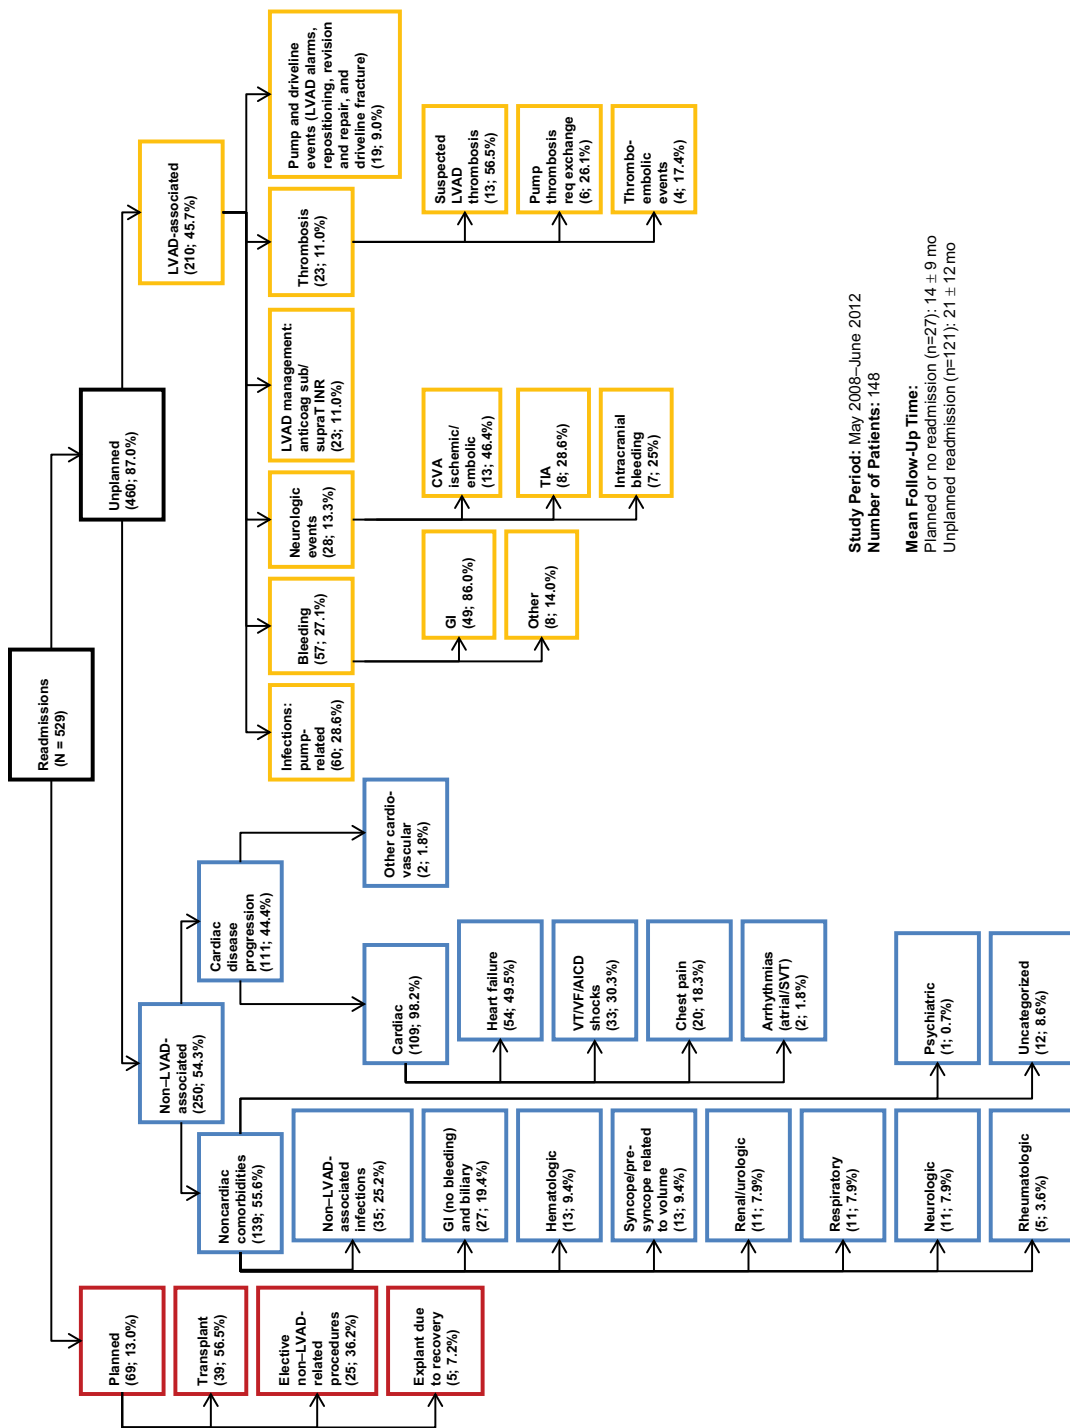 Readmissions
(N = 529)
Planned
(69; 13.0%)
Transplant
(39; 56.5%)
Elective
non–LVAD-
related
procedures
(25; 36.2%)
Explant due
to recovery
(5; 7.2%)
Unplanned
(460; 87.0%)
Non–LVAD-
associated
(250; 54.3%)
Noncardiac
comorbidities
(139; 55.6%)
Non–LVAD-
associated
infections
(35; 25.2%)
GI (no bleeding)
and biliary
(27; 19.4%)
Hematologic
(13; 9.4%)
Syncope/pre-
syncope related
to volume
(13; 9.4%)
Renal/urologic
(11; 7.9%)
Respiratory
(11; 7.9%)
Neurologic
(11; 7.9%)
Rheumatologic
(5; 3.6%)
Psychiatric
(1; 0.7%)
Uncategorized
(12; 8.6%)
Cardiac
disease
progression
(111; 44.4%)
Cardiac
(109; 98.2%)
Heart failure
(54; 49.5%)
VT/VF/AICD
shocks
(33; 30.3%)
Chest pain
(20; 18.3%)
Arrhythmias
(atrial/SVT)
(2; 1.8%)
Other cardio-
vascular
(2; 1.8%)
LVAD-associated
(210; 45.7%)
Infections:
pump-
related
(60; 28.6%)
Bleeding
(57; 27.1%)
GI
(49; 86.0%)
Other
(8; 14.0%)
Neurologic
events
(28; 13.3%)
CVA
ischemic/
embolic
(13; 46.4%)
TIA
(8; 28.6%)
Intracranial
bleeding
(7; 25%)
LVAD management:
anticoag sub/
supraT INR
(23; 11.0%)
Thrombosis
(23; 11.0%)
Suspected
LVAD
thrombosis
(13; 56.5%)
Pump
thrombosis
req exchange
(6; 26.1%)
Thrombo-
embolic
events
(4; 17.4%)
Pump and driveline
events (LVAD alarms,
repositioning, revision
and repair, and
driveline fracture)
(19; 9.0%)
Study Period: May 2008–June 2012
Number of Patients: 148
Mean Follow-Up Time:
Planned or no readmission (n=27): 14 ± 9 mo
Unplanned readmission (n=121): 21 ± 12 mo